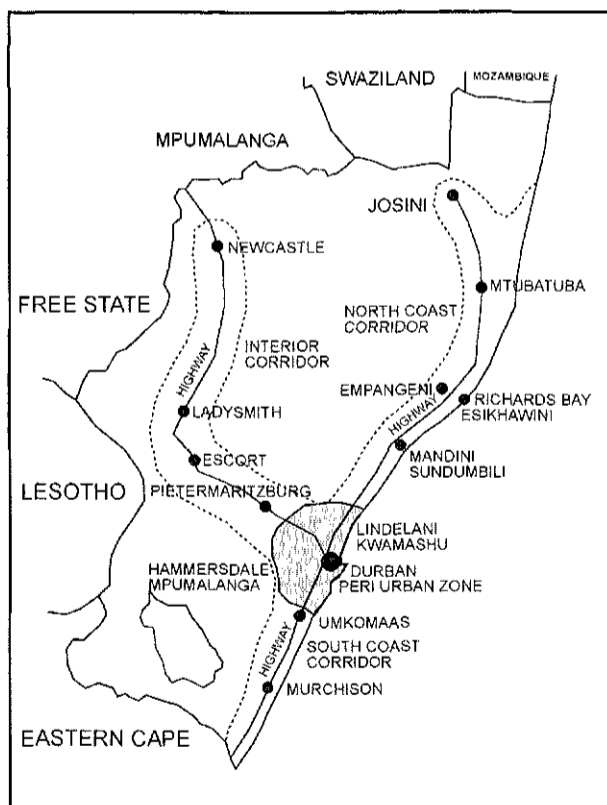 SWAZILAND
MOZAMBIQUE
MPUMALANGA
JOSINI
NEWCASTLE
MTUBATUBA
FREE STATE
NORTH COAST
CORRIDOR
INTERIOR
CORRIDOR
HIGHWAY
EMPANGENI
RICHARDS BAY
ESIKHAWINI
HIGHWAY
LADYSMITH
MANDINI
SUNDUMBILI
ESCORT
LESOTHO
PIETERMARITZBURG
LINDELANI
KWAMASHU
HAMMERSDALE
MPUMALANGA
DURBAN
PERI URBAN ZONE
UMKOMAAS
SOUTH COAST
CORRIDOR
HIGHWAY
MURCHISON
EASTERN CAPE